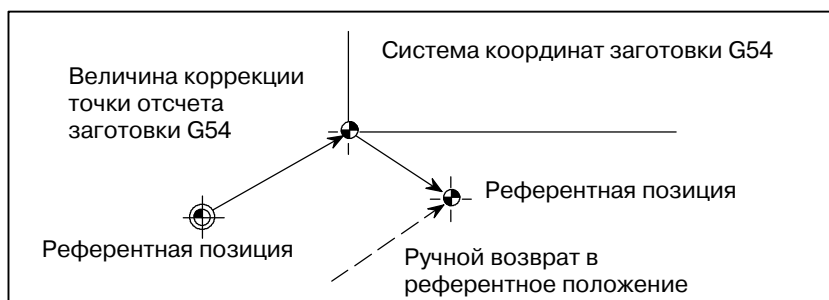 Система координат заготовки G54
Величина коррекции
точки отсчета
заготовки G54
Референтная позиция
Референтная позиция
Ручной возврат в
референтное положение